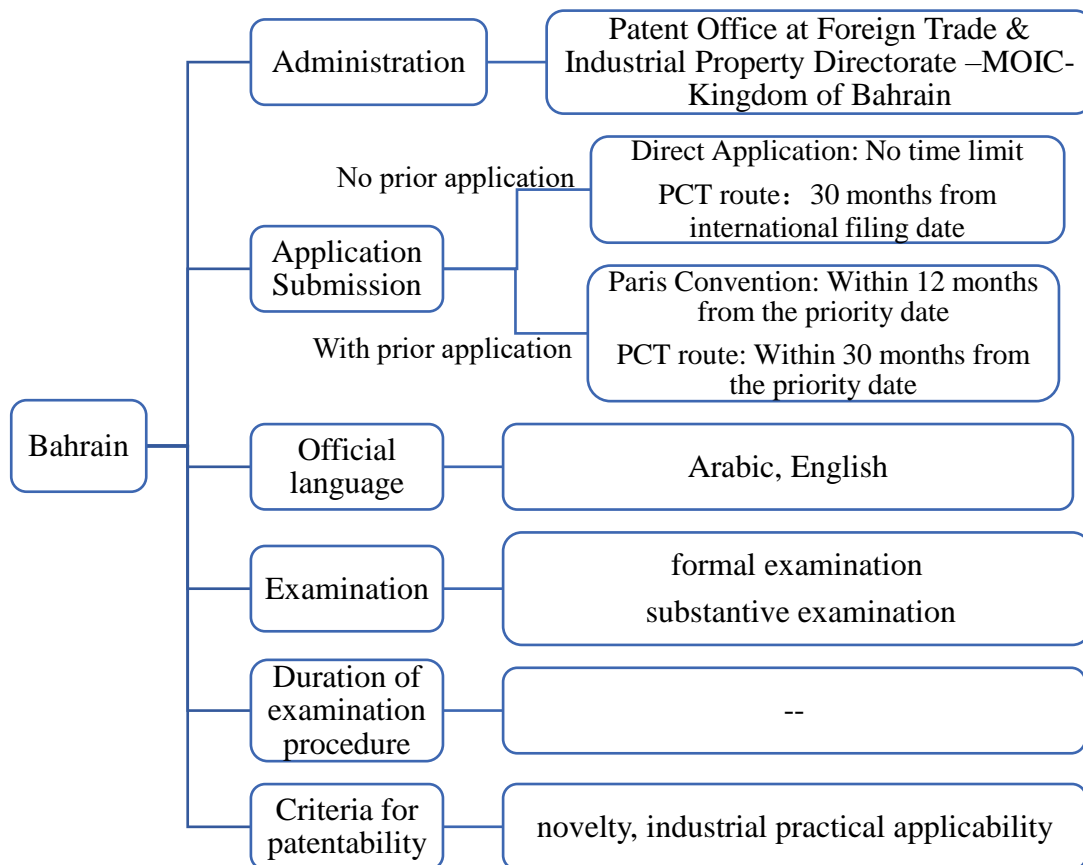 Bahrain
Administration
Patent Office at Foreign Trade &
Industrial Property Directorate –MOIC-
Kingdom of Bahrain
Application
Submission
No prior application
Direct Application: No time limit
PCT route：30 months from
international filing date
With prior application
Paris Convention: Within 12 months
from the priority date
PCT route: Within 30 months from
the priority date
Official
language
Arabic, English
Examination
formal examination
substantive examination
Duration of
examination
procedure
--
Criteria for
patentability
novelty, industrial practical applicability